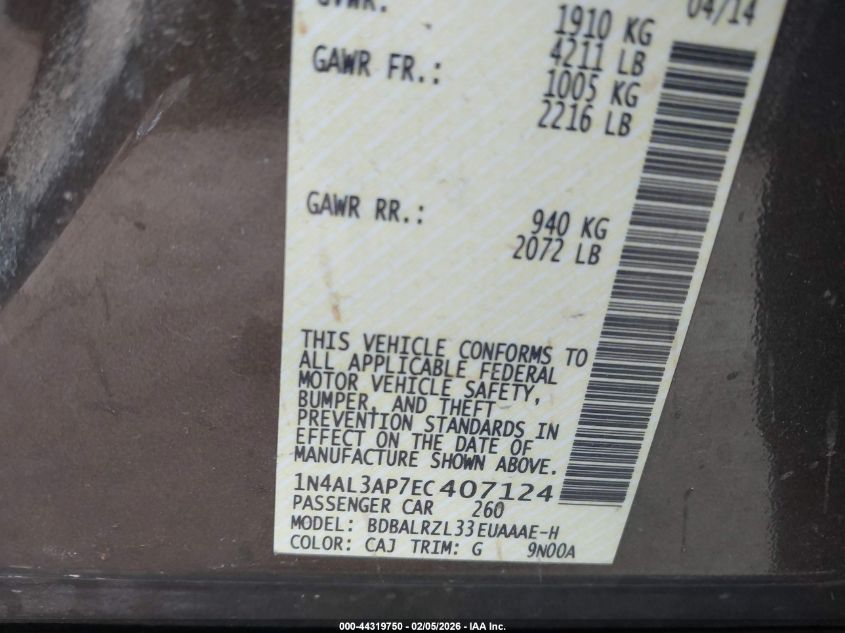 GVWR: 1910 KG 04/14
4211 LB
GAWR FR.: 1005 KG
2216 LB
GAWR RR.: 940 KG
2072 LB
THIS VEHICLE CONFORMS TO
ALL APPLICABLE FEDERAL
MOTOR VEHICLE SAFETY,
BUMPER, AND THEFT
PREVENTION STANDARDS IN
EFFECT ON THE DATE OF
MANUFACTURE SHOWN ABOVE.
1N4AL3AP7EC407124
PASSENGER CAR 260
MODEL: BDBALRZL33EUAAAE-H
COLOR: CAJ TRIM: G 9N00A
000-44319750 - 02/05/2026 - IAA Inc.